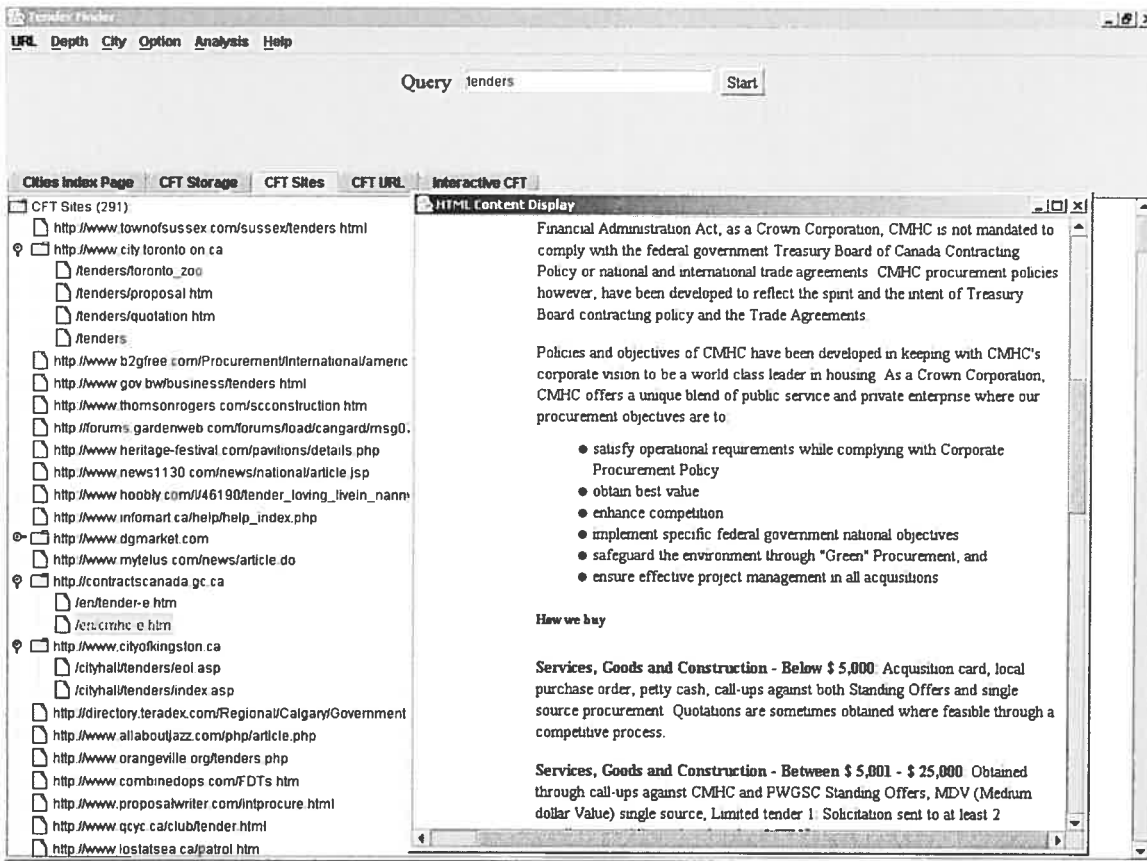 Tender Finder
URL Depth City Option Analysis Help
Query tenders Start
Cities Index Page CFT Storage CFT Sites CFT URL Interactive CFT
CFT Sites (291)
http://www.townofsussex com/sussex/tenders html
http://www city toronto on ca
/tenders/toronto_zoo
/tenders/proposal htm
/tenders/quotation htm
/tenders
http://www b2gfree com/Procurement/International/americ
http://www gov bw/business/tenders html
http://www thomsonrogers com/scconstruction htm
http://forums gardenweb com/forums/load/cangard/msg0
http://www heritage-festival com/pavilions/details php
http://www news1130 com/news/national/article jsp
http://www hoobly com/l/46190/tender_loving_livein_nann
http://www infomart ca/help/help_index.php
http://www dgmarket.com
http://www mytelus com/news/article do
http://contractscanada gc ca
/en/tender-e htm
/en/cmhc-e htm
http://www.cityofkingston ca
/cityhall/tenders/eol asp
/cityhall/tenders/index asp
http://directory.teradex.com/Regional/Calgary/Government
http://www.allaboutjazz.com/php/article.php
http://www orangeville org/tenders php
http://www combinedops com/FDTs htm
http://www.proposalwriter com/intprocure html
http://www qcyc ca/club/tender html
http://www lostatsea ca/patrol htm
HTML Content Display
Financial Administration Act, as a Crown Corporation, CMHC is not mandated to
comply with the federal government Treasury Board of Canada Contracting
Policy or national and international trade agreements CMHC procurement policies
however, have been developed to reflect the spirit and the intent of Treasury
Board contracting policy and the Trade Agreements
Policies and objectives of CMHC have been developed in keeping with CMHC's
corporate vision to be a world class leader in housing As a Crown Corporation,
CMHC offers a unique blend of public service and private enterprise where our
procurement objectives are to
● satisfy operational requirements while complying with Corporate
Procurement Policy
● obtain best value
● enhance competition
● implement specific federal government national objectives
● safeguard the environment through "Green" Procurement, and
● ensure effective project management in all acquisitions
How we buy
Services, Goods and Construction - Below $ 5,000 Acquisition card, local
purchase order, petty cash, call-ups against both Standing Offers and single
source procurement Quotations are sometimes obtained where feasible through a
competitive process.
Services, Goods and Construction - Between $ 5,001 - $ 25,000 Obtained
through call-ups against CMHC and PWGSC Standing Offers, MDV (Medium
dollar Value) single source, Limited tender 1 Solicitation sent to at least 2